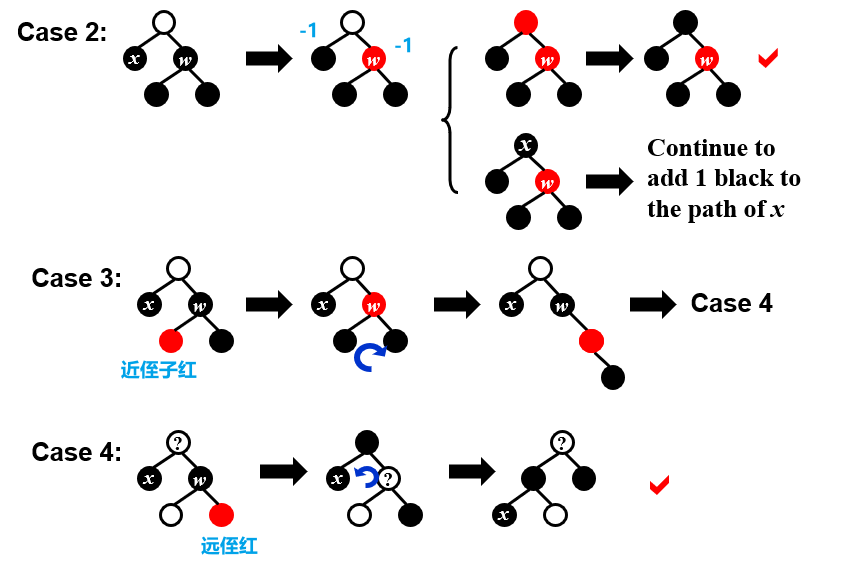 Case 2:
x
w
-1
w
-1
w
w
x
w
Continue to
add 1 black to
the path of x
Case 3:
x
w
近侄子红
x
w
x
w
Case 4
Case 4:
?
x
w
远侄红
x
?
?
x